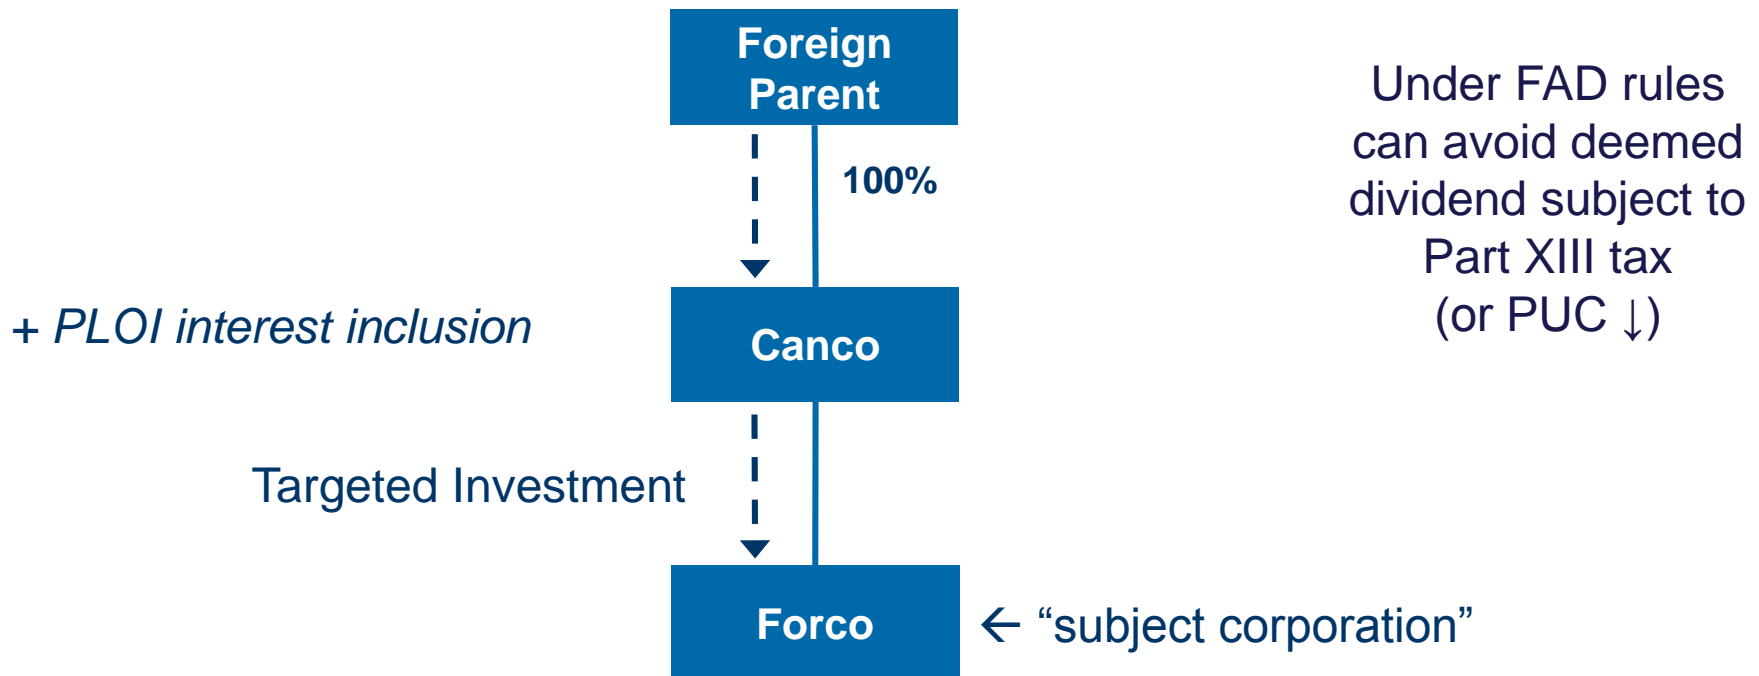 Foreign
Parent
Under FAD rules
can avoid deemed
dividend subject to
Part XIII tax
(or PUC ↓)
100%
+ PLOI interest inclusion
Canco
Targeted Investment
Forco
← “subject corporation”